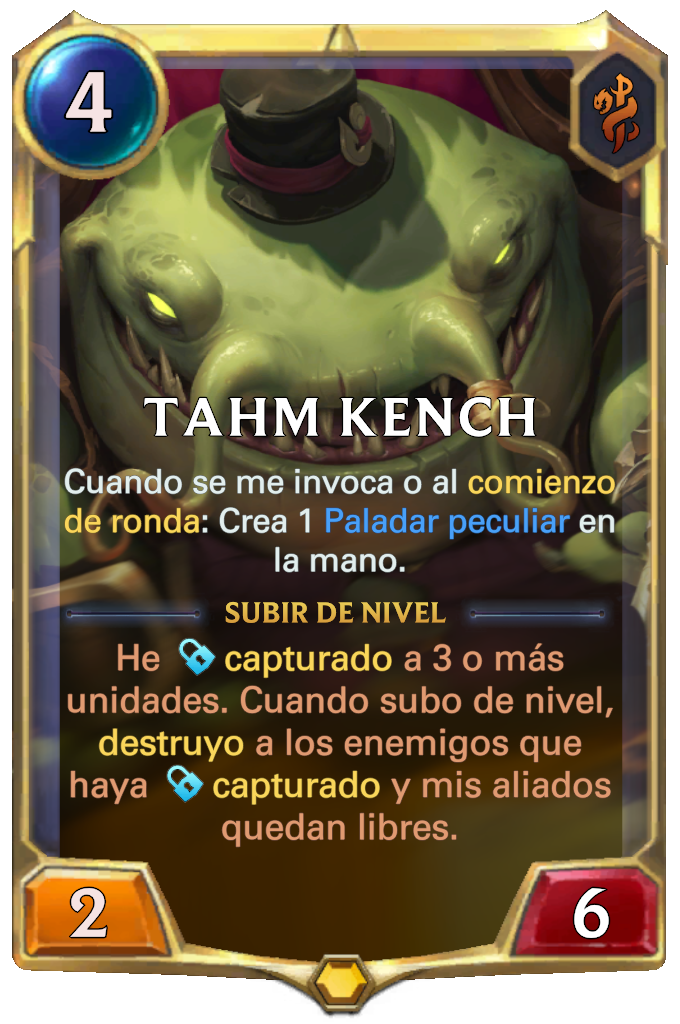 4
TAHM KENCH
Cuando se me invoca o al comienzo
de ronda: Crea 1 Paladar peculiar en
la mano.
SUBIR DE NIVEL
He capturado a 3 o más
unidades. Cuando subo de nivel,
destruyo a los enemigos que
haya capturado y mis aliados
quedan libres.
2
6